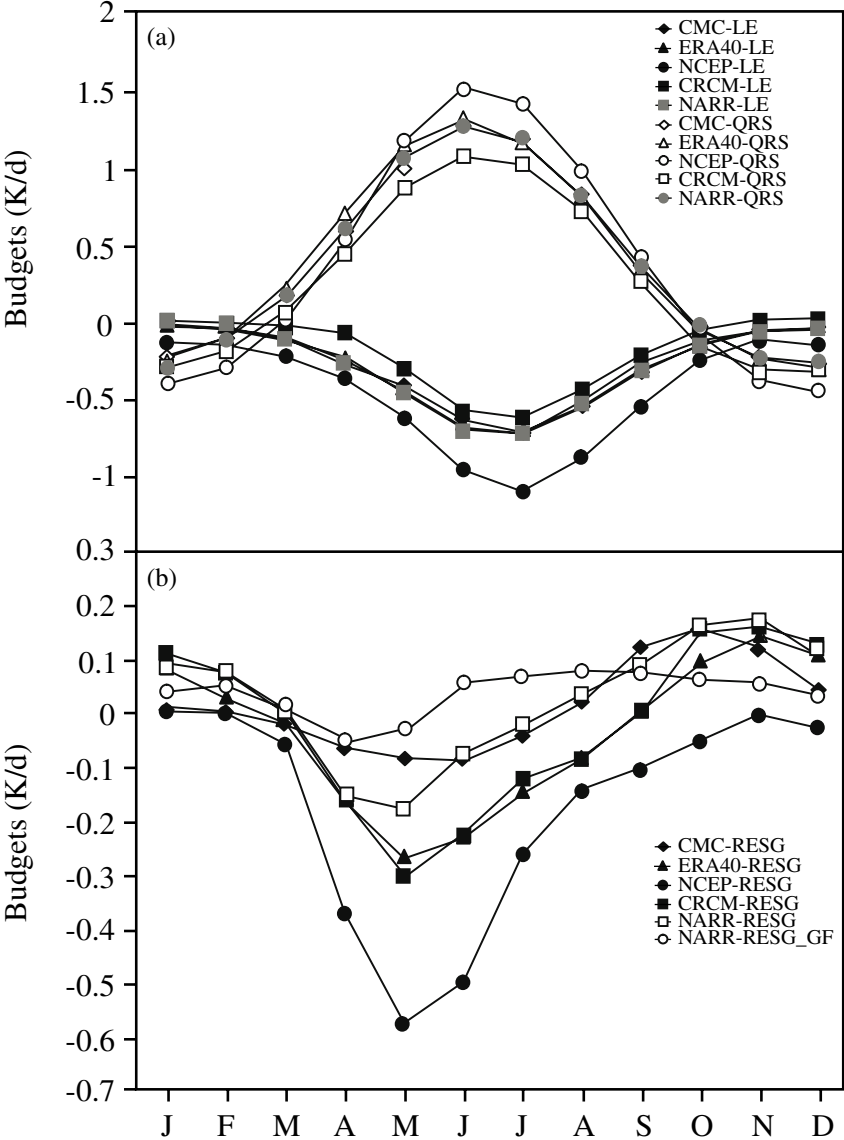 2
(a)
CMC-LE
ERA40-LE
NCEP-LE
CRCM-LE
NARR-LE
CMC-QRS
ERA40-QRS
NCEP-QRS
CRCM-QRS
NARR-QRS
1.5
1
0.5
0
-0.5
-1
Budgets (K/d)
0.3
(b)
0.2
0.1
0
-0.1
-0.2
-0.3
-0.4
-0.5
-0.6
-0.7
Budgets (K/d)
CMC-RESG
ERA40-RESG
NCEP-RESG
CRCM-RESG
NARR-RESG
NARR-RESG_GF
J F M A M J J A S O N D